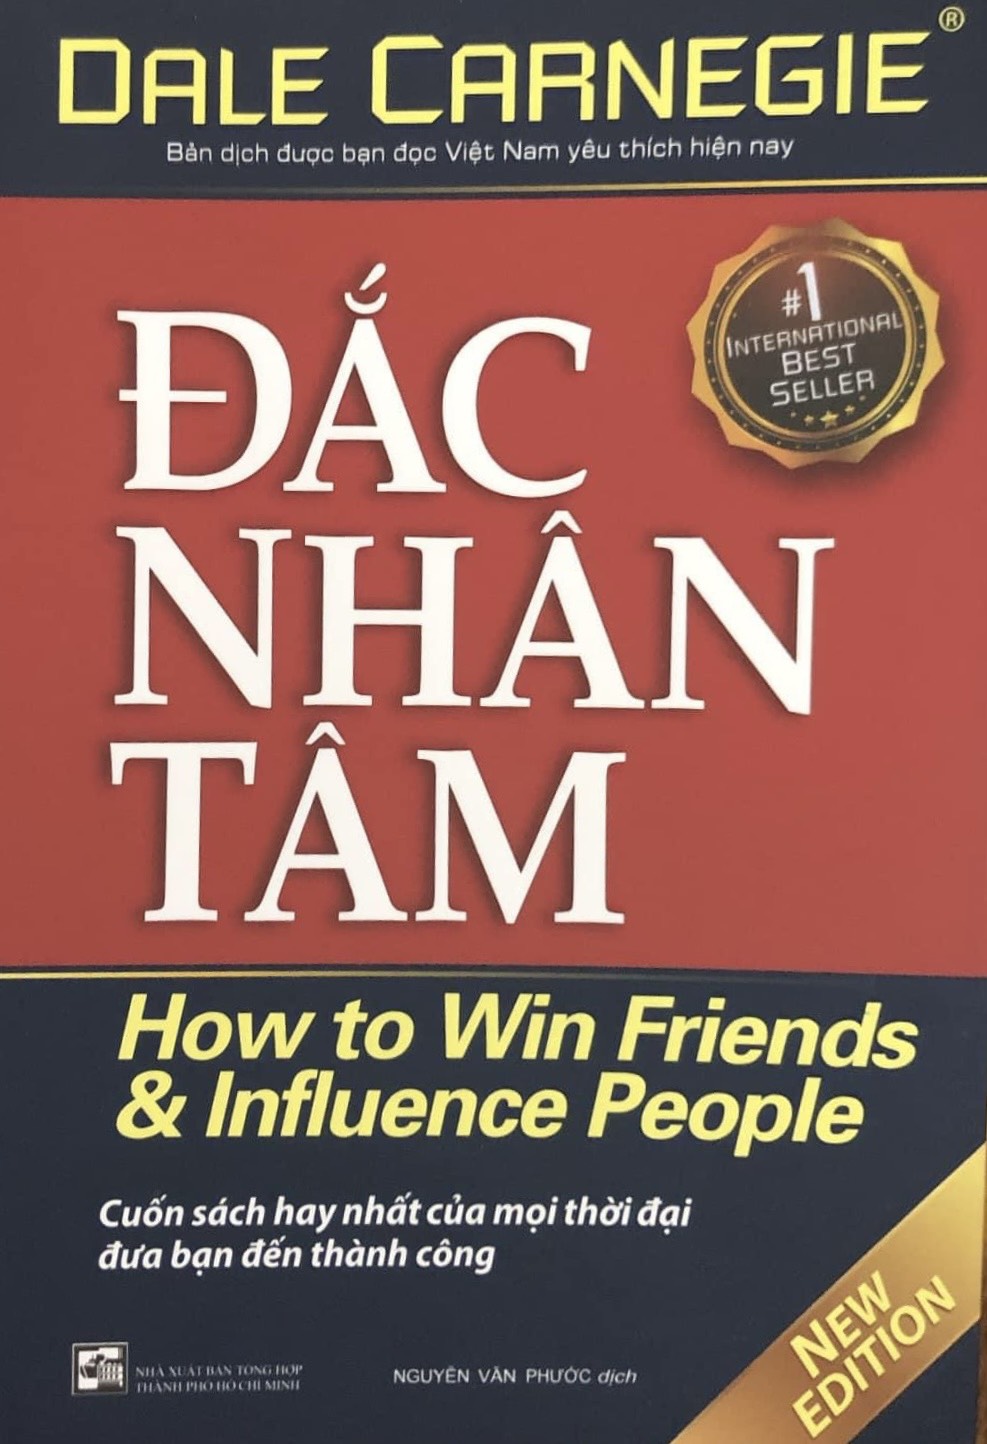 DALE CARNEGIE®
Bản dịch được bạn đọc Việt Nam yêu thích hiện nay
#1
INTERNATIONAL
BEST
SELLER
ĐẮC
NHÂN
TÂM
How to Win Friends
& Influence People
Cuốn sách hay nhất của mọi thời đại
đưa bạn đến thành công
NEW
EDITION
NHÀ XUẤT BẢN TỔNG HỢP
THÀNH PHỐ HỒ CHÍ MINH
NGUYỄN VĂN PHƯỚC dịch